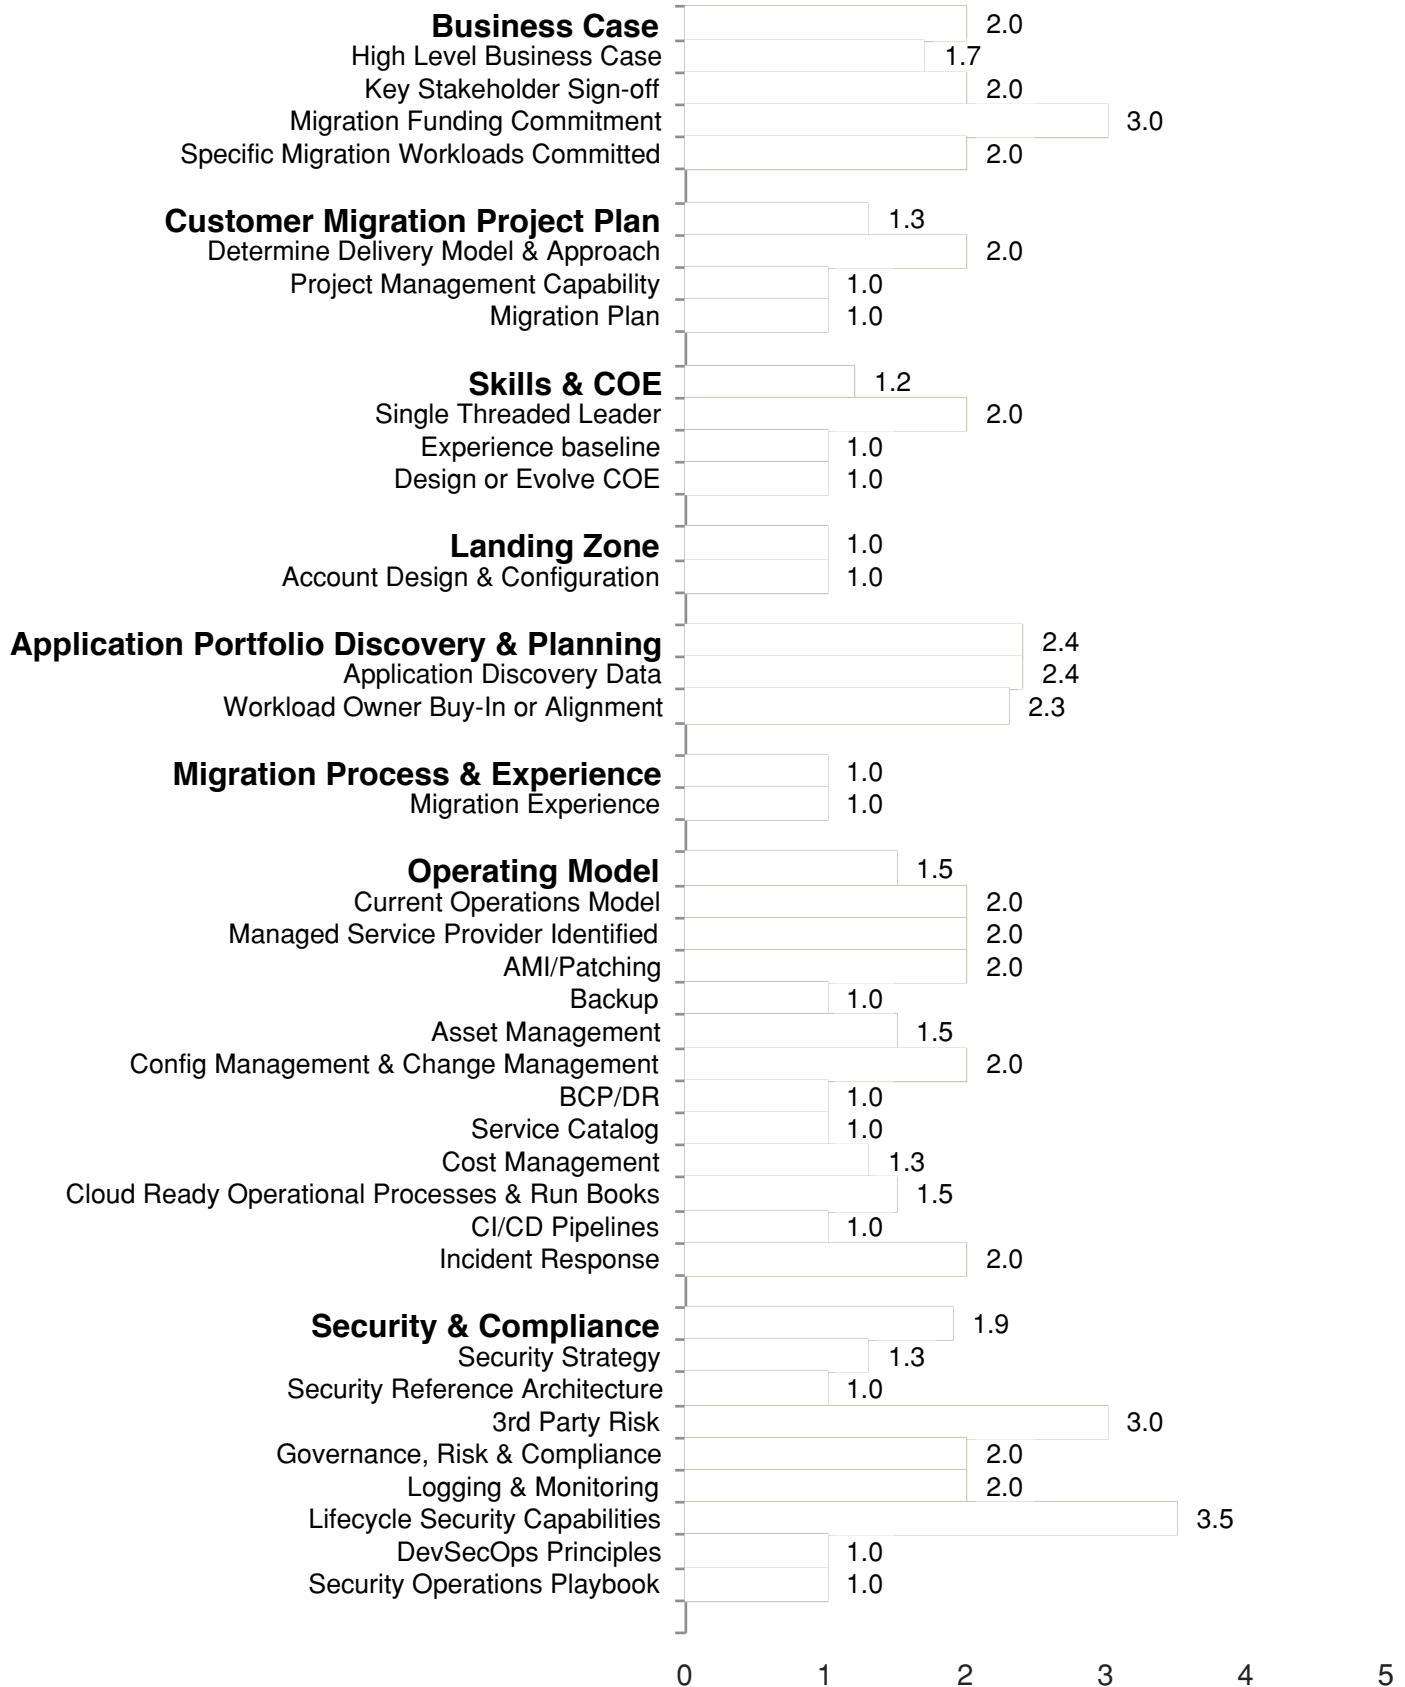 Business Case 2.0
High Level Business Case 1.7
Key Stakeholder Sign-off 2.0
Migration Funding Commitment 3.0
Specific Migration Workloads Committed 2.0
Customer Migration Project Plan 1.3
Determine Delivery Model & Approach 2.0
Project Management Capability 1.0
Migration Plan 1.0
Skills & COE 1.2
Single Threaded Leader 2.0
Experience baseline 1.0
Design or Evolve COE 1.0
Landing Zone 1.0
Account Design & Configuration 1.0
Application Portfolio Discovery & Planning 2.4
Application Discovery Data 2.4
Workload Owner Buy-In or Alignment 2.3
Migration Process & Experience 1.0
Migration Experience 1.0
Operating Model 1.5
Current Operations Model 2.0
Managed Service Provider Identified 2.0
AMI/Patching 2.0
Backup 1.0
Asset Management 1.5
Config Management & Change Management 2.0
BCP/DR 1.0
Service Catalog 1.0
Cost Management 1.3
Cloud Ready Operational Processes & Run Books 1.5
CI/CD Pipelines 1.0
Incident Response 2.0
Security & Compliance 1.9
Security Strategy 1.3
Security Reference Architecture 1.0
3rd Party Risk 3.0
Governance, Risk & Compliance 2.0
Logging & Monitoring 2.0
Lifecycle Security Capabilities 3.5
DevSecOps Principles 1.0
Security Operations Playbook 1.0
0 1 2 3 4 5